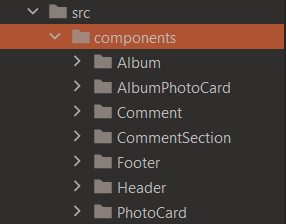 src
components
Album
AlbumPhotoCard
Comment
CommentSection
Footer
Header
PhotoCard